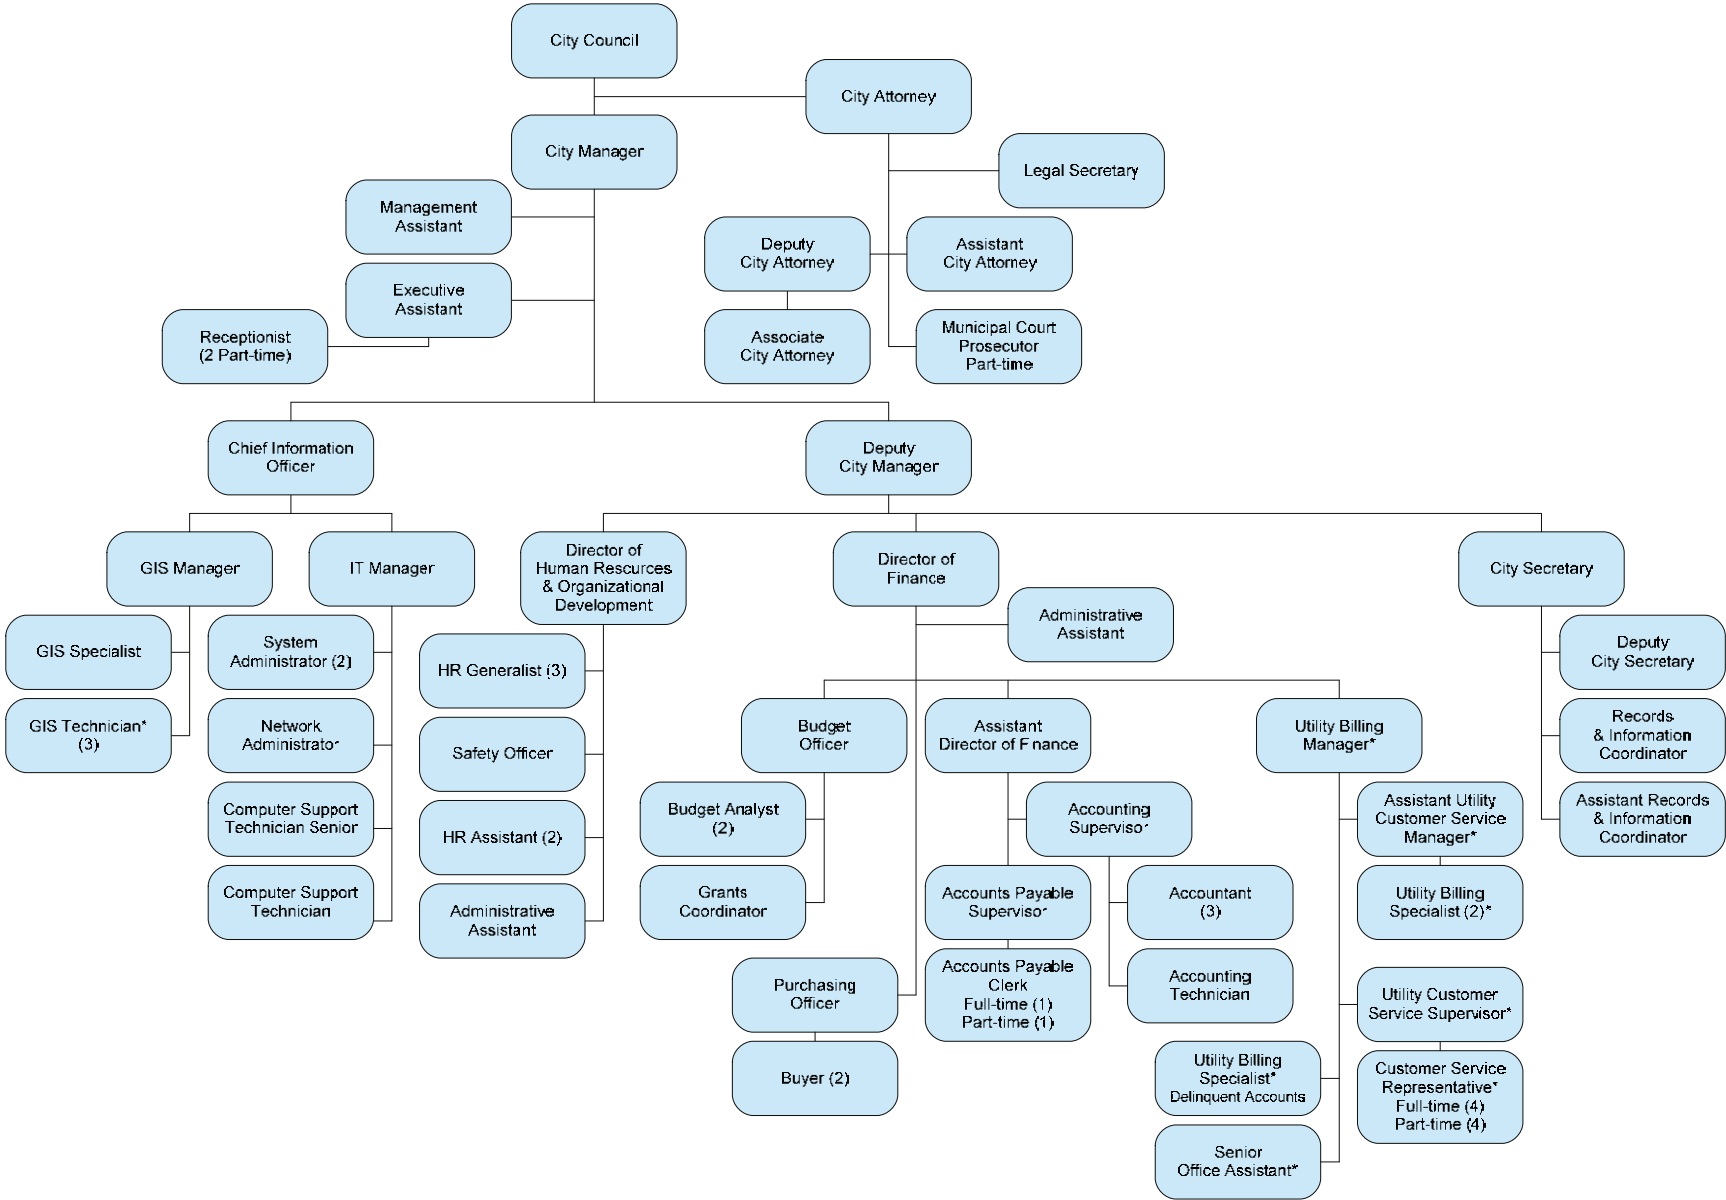 City Council
City Attorney
City Manager
Legal Secretary
Management
Assistant
Deputy
City Attorney
Assistant
City Attorney
Executive
Assistant
Receptionist
(2 Part-time)
Associate
City Attorney
Municipal Court
Prosecutor
Part-time
Chief Information
Officer
Deputy
City Manager
GIS Manager
IT Manager
Director of
Human Resources
& Organizational
Development
Director of
Finance
City Secretary
Administrative
Assistant
GIS Specialist
System
Administrator (2)
HR Generalist (3)
Deputy
City Secretary
GIS Technician*
(3)
Network
Administrator
Safety Officer
Budget
Officer
Assistant
Director of Finance
Utility Billing
Manager*
Records
& Information
Coordinator
Computer Support
Technician Senior
HR Assistant (2)
Budget Analyst
(2)
Accounting
Supervisor
Assistant Utility
Customer Service
Manager*
Assistant Records
& Information
Coordinator
Computer Support
Technician
Administrative
Assistant
Grants
Coordinator
Accounts Payable
Supervisor
Accountant
(3)
Utility Billing
Specialist (2)*
Purchasing
Officer
Accounts Payable
Clerk
Full-time (1)
Part-time (1)
Accounting
Technician
Utility Customer
Service Supervisor*
Buyer (2)
Utility Billing
Specialist*
Delinquent Accounts
Customer Service
Representative*
Full-time (4)
Part-time (4)
Senior
Office Assistant*